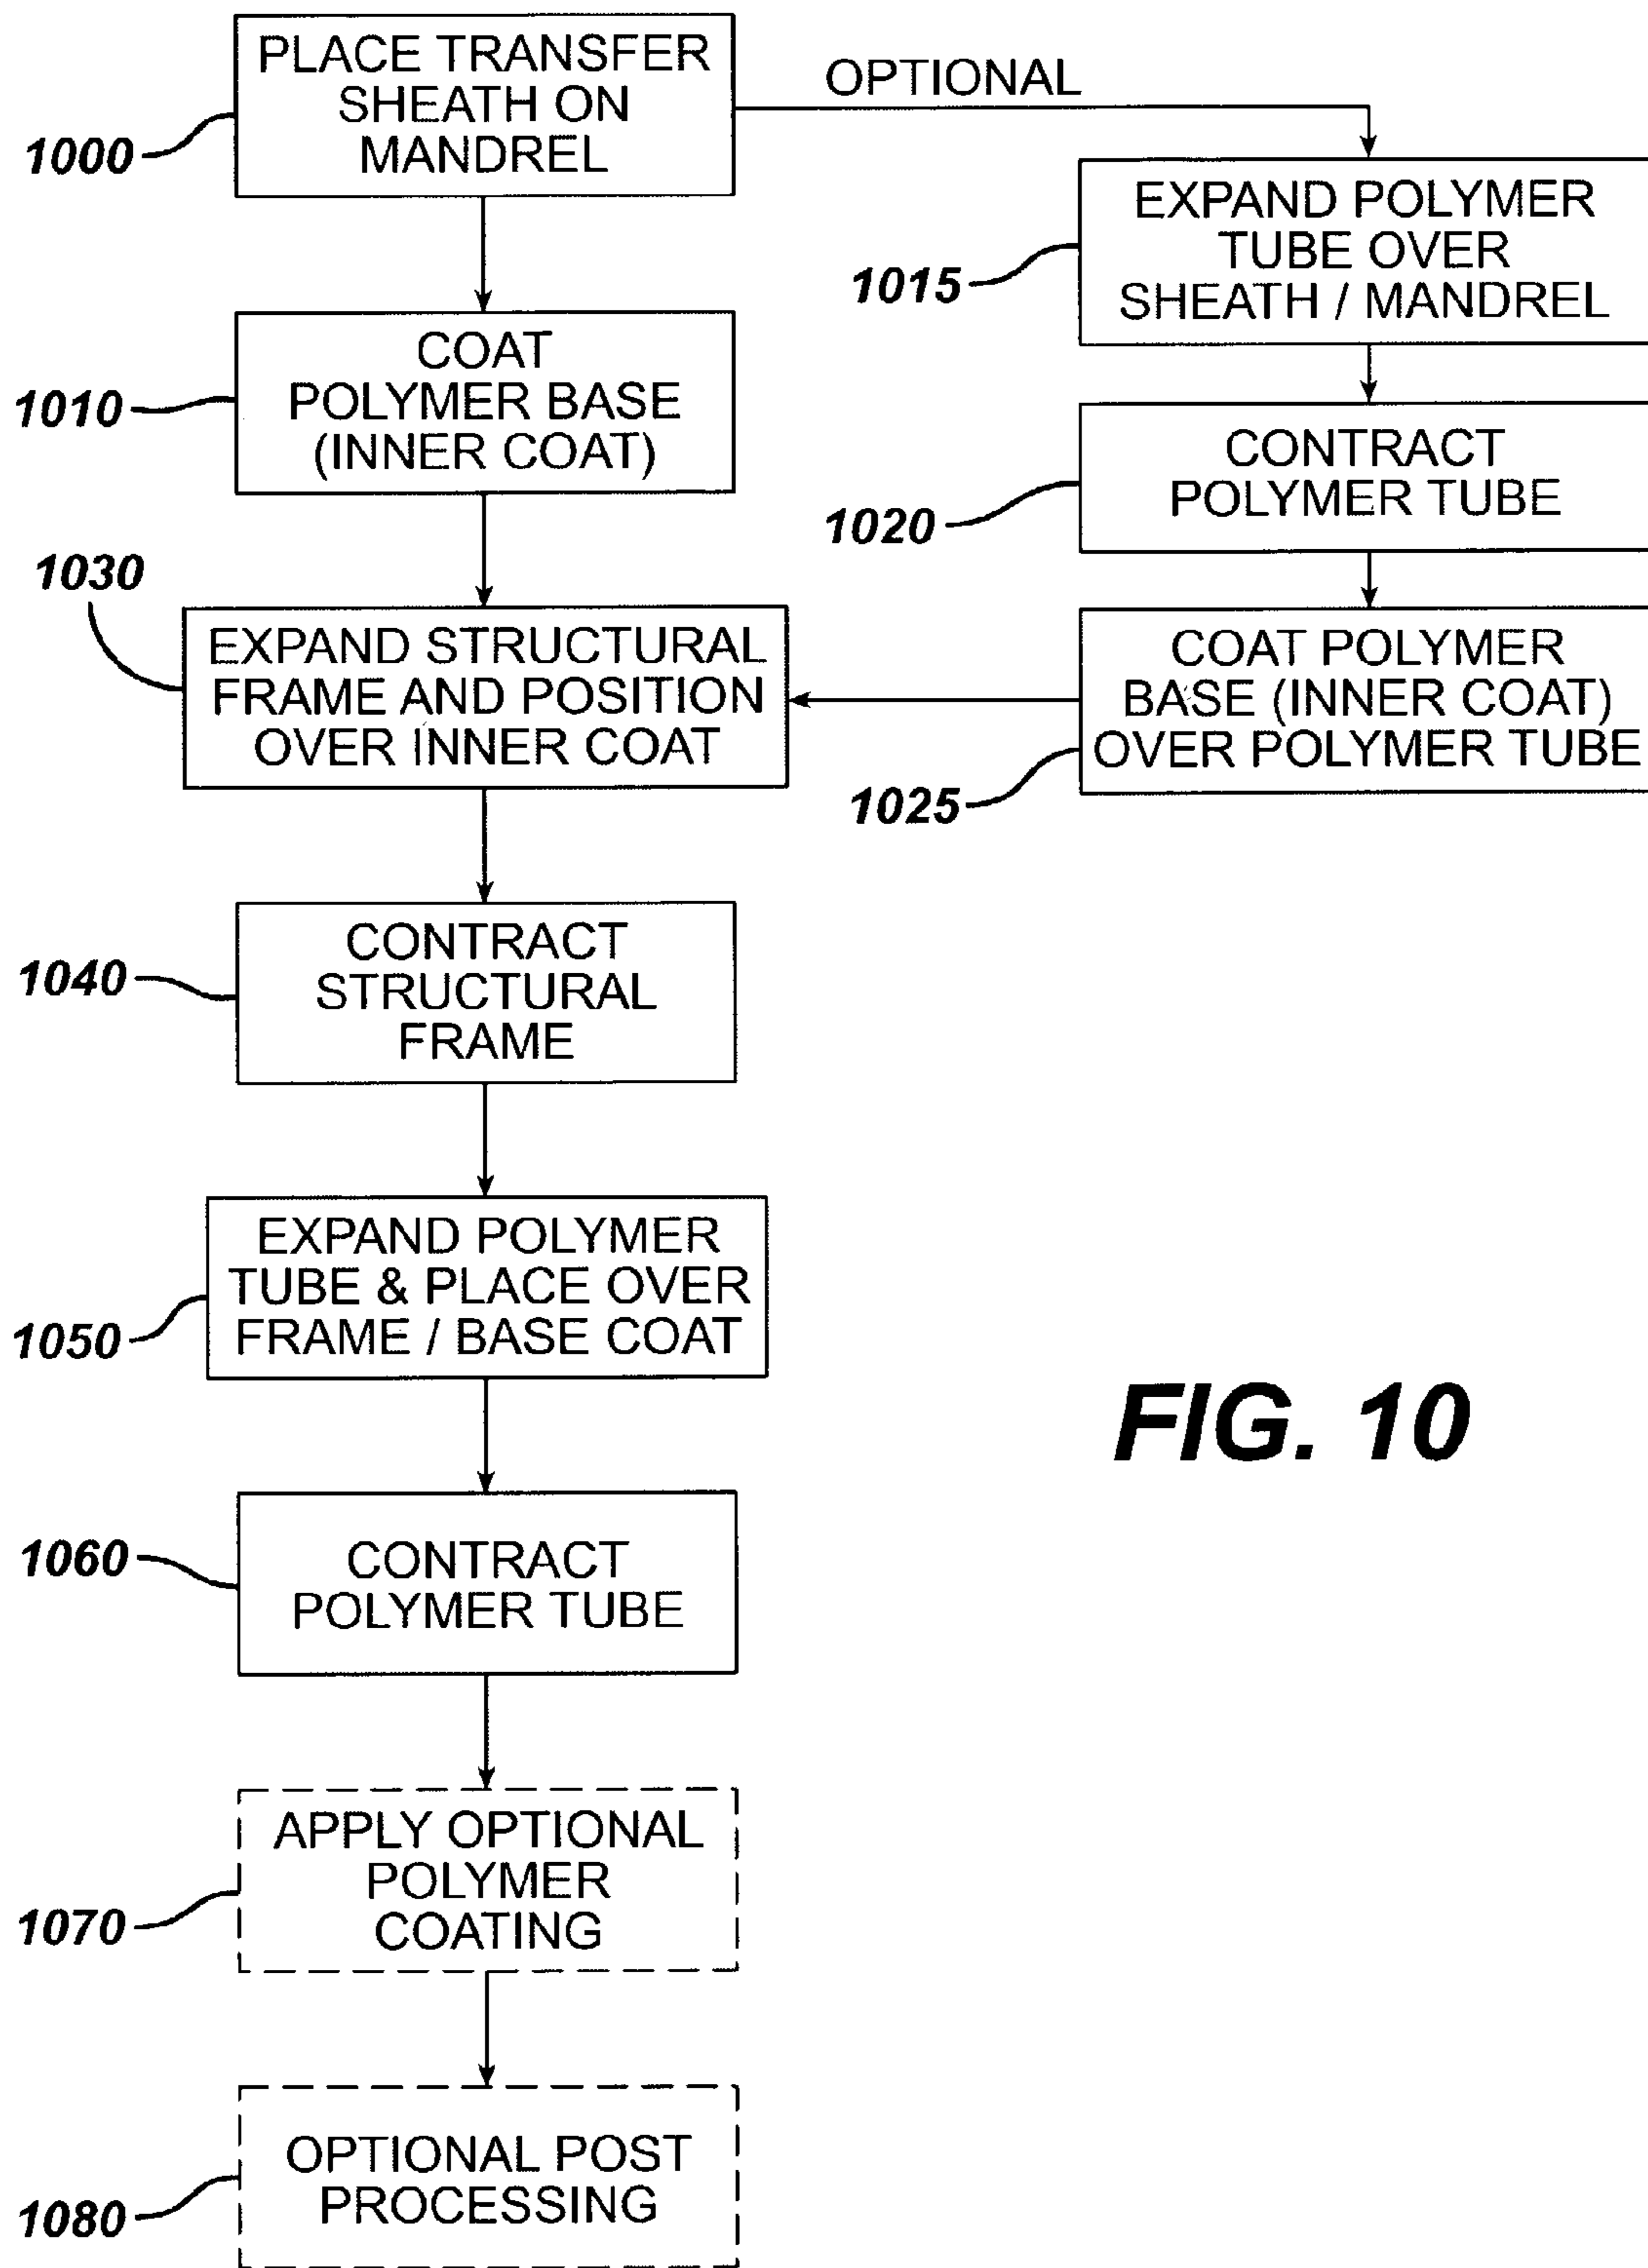 PLACE TRANSFER
SHEATH ON
MANDREL
1000
OPTIONAL
EXPAND POLYMER
TUBE OVER
SHEATH / MANDREL
1015
COAT
POLYMER BASE
(INNER COAT)
1010
CONTRACT
POLYMER TUBE
1020
1030
EXPAND STRUCTURAL
FRAME AND POSITION
OVER INNER COAT
COAT POLYMER
BASE (INNER COAT)
OVER POLYMER TUBE
1025
CONTRACT
STRUCTURAL
FRAME
1040
EXPAND POLYMER
TUBE & PLACE OVER
FRAME / BASE COAT
1050
FIG. 10
CONTRACT
POLYMER TUBE
1060
APPLY OPTIONAL
POLYMER
COATING
1070
OPTIONAL POST
PROCESSING
1080